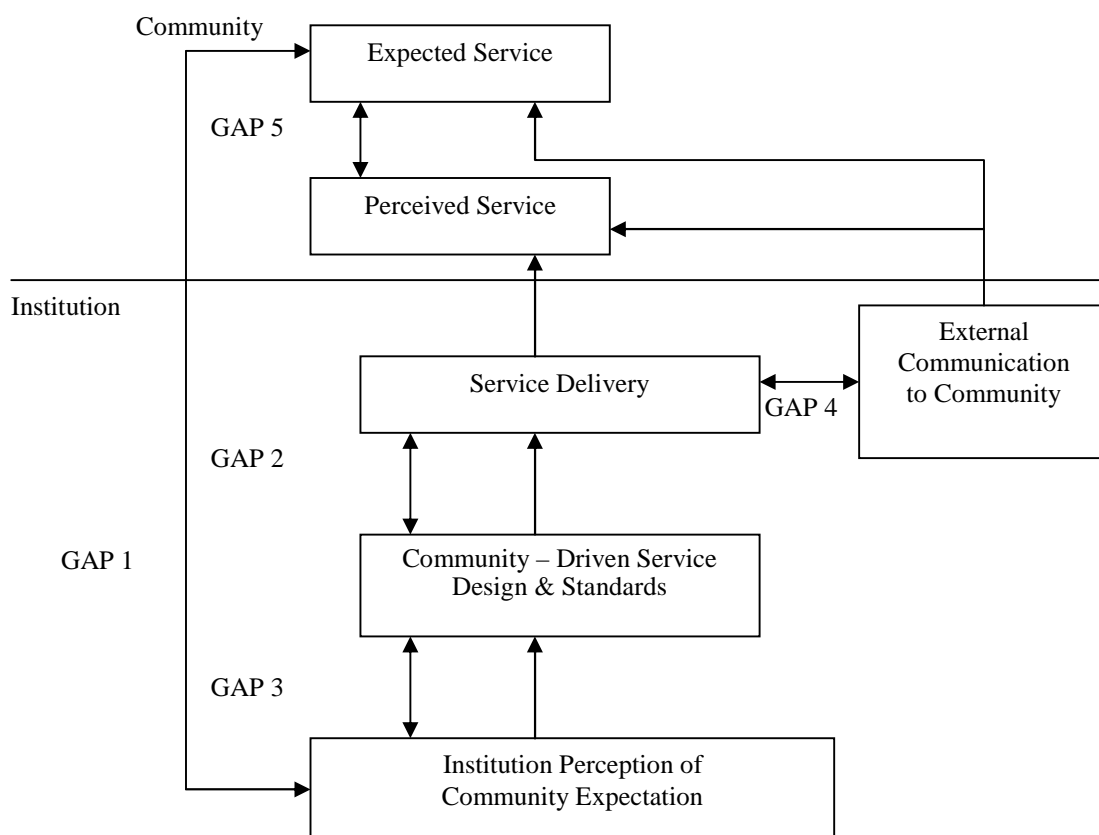 Community
Expected Service
GAP 5
Perceived Service
Institution
External
Communication
to Community
Service Delivery
GAP 4
GAP 2
Community – Driven Service
Design & Standards
GAP 1
GAP 3
Institution Perception of
Community Expectation